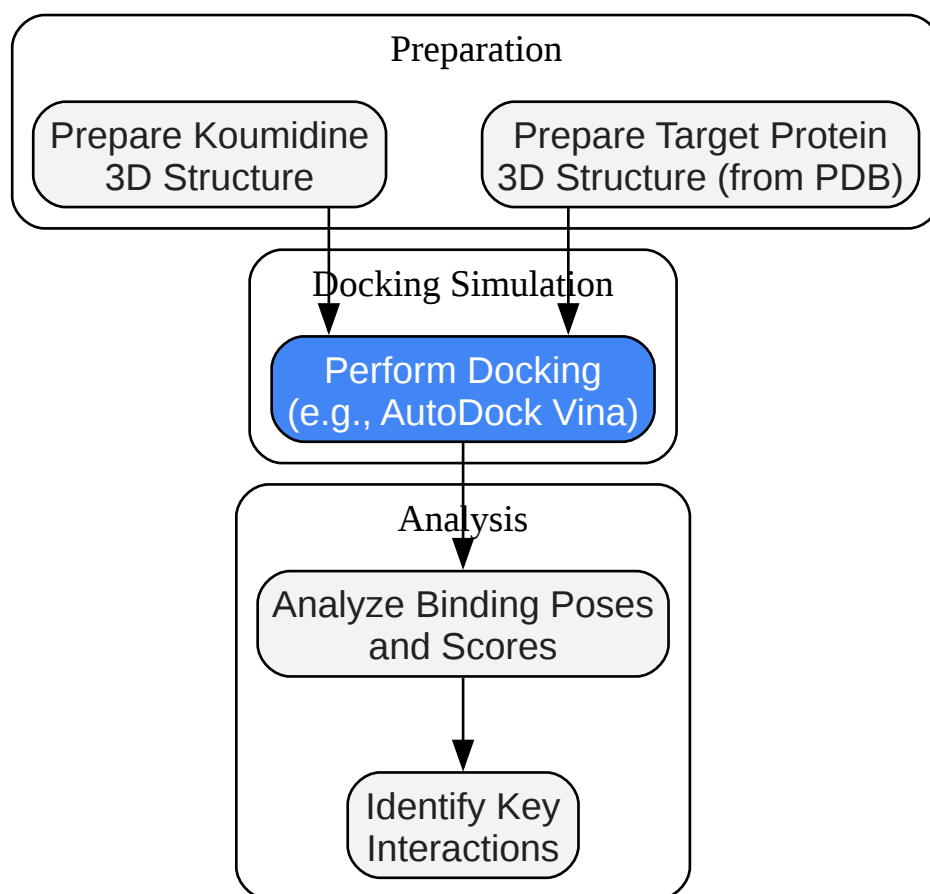 Preparation
Prepare Koumidine
3D Structure
Prepare Target Protein
3D Structure (from PDB)
Docking Simulation
Perform Docking
(e.g., AutoDock Vina)
Analysis
Analyze Binding Poses
and Scores
Identify Key
Interactions